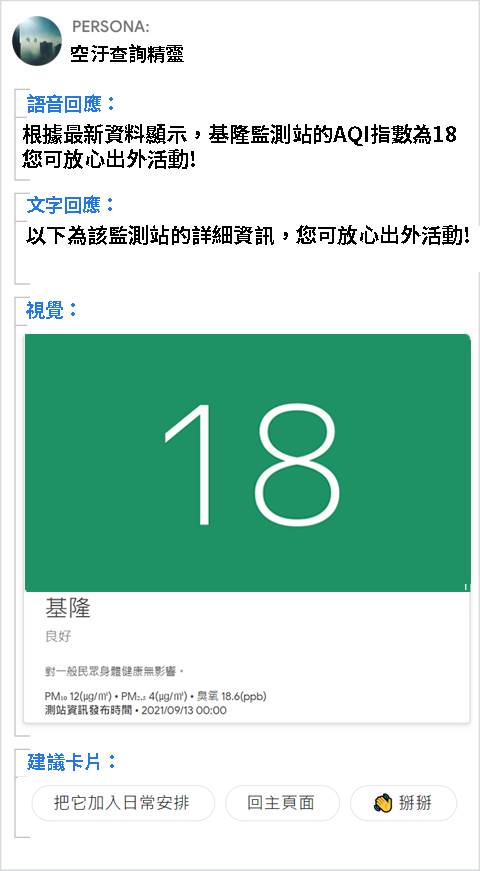 PERSONA:
空汙查詢精靈
語音回應：
根據最新資料顯示，基隆監測站的AQI指數為18
您可放心出外活動!
文字回應：
以下為該監測站的詳細資訊，您可放心出外活動!
視覺：
18
基隆
良好
對一般民眾身體健康無影響。
PM₁₀ 12(μg/㎥) • PM₂.₅ 4(μg/㎥) • 臭氧 18.6(ppb)
測站資訊發布時間 • 2021/09/13 00:00
建議卡片：
把它加入日常安排
回主頁面
👏 掰掰